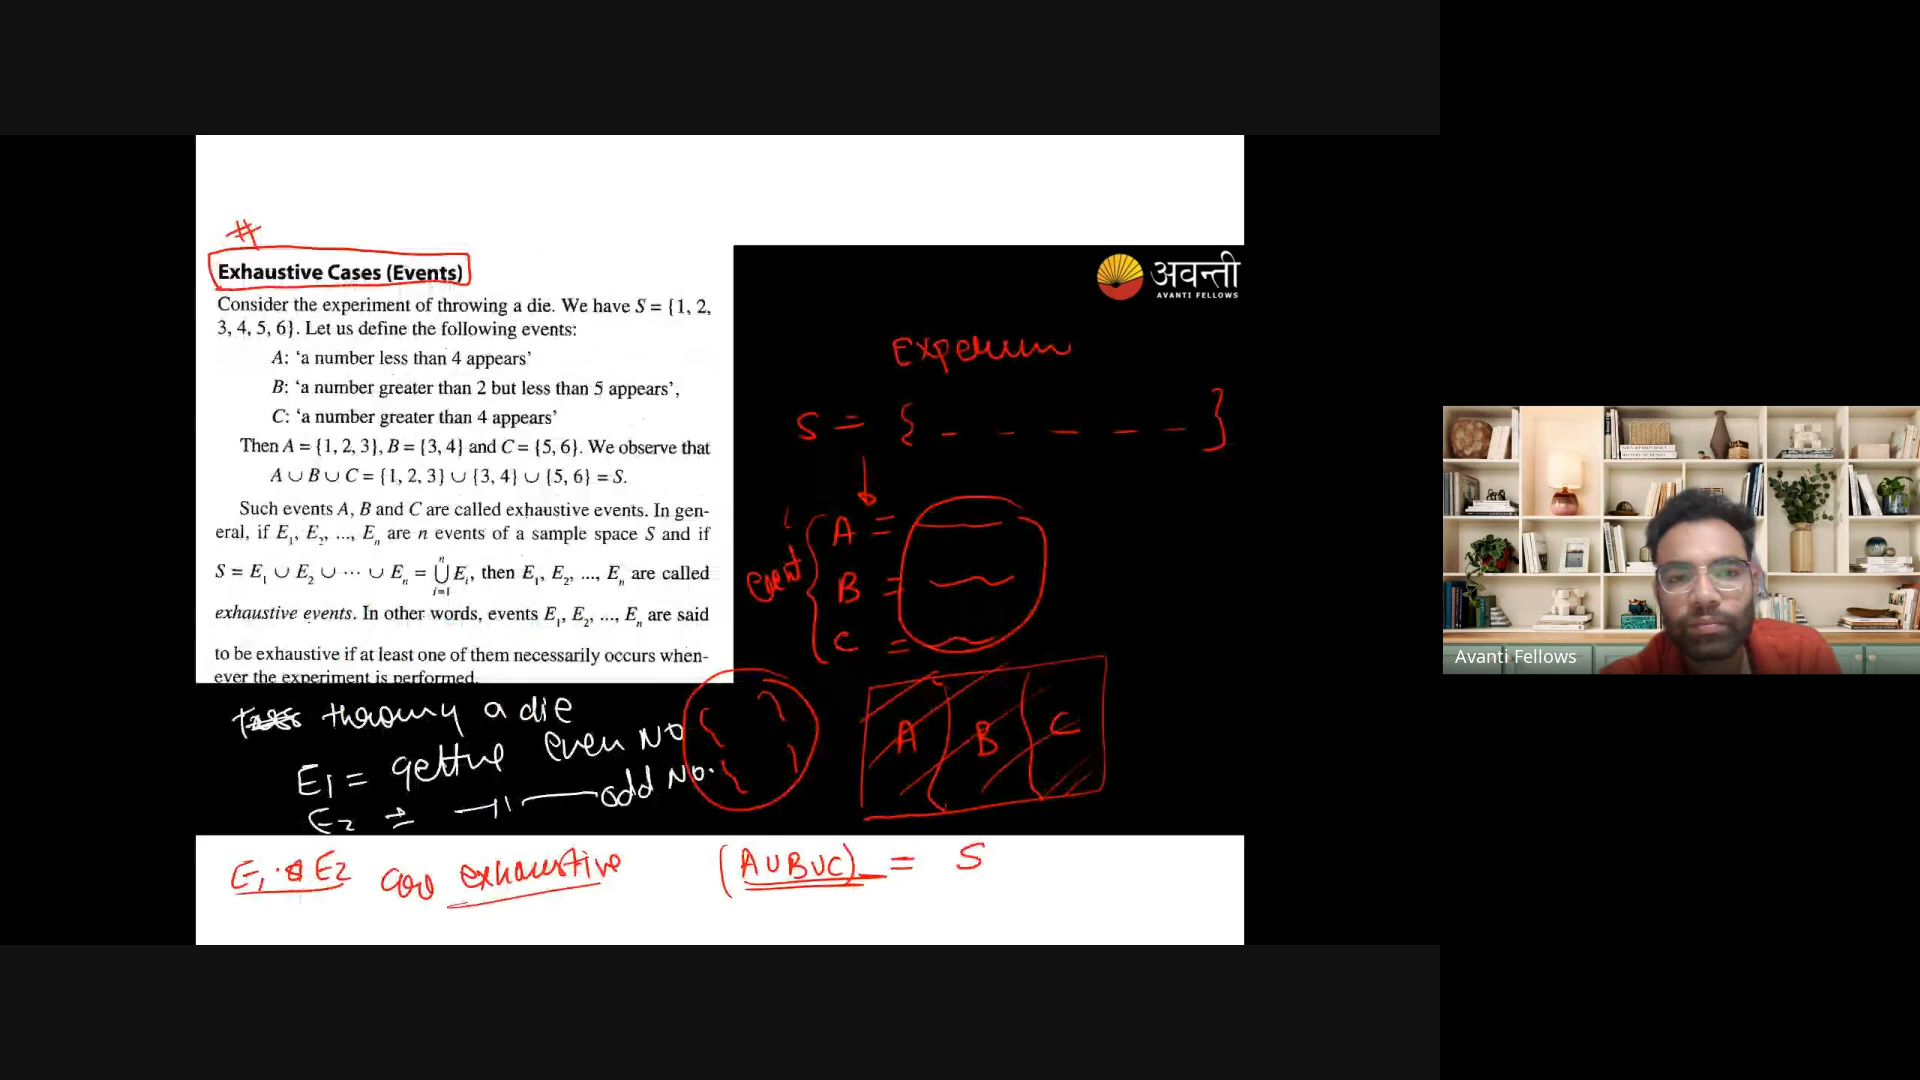 #
Exhaustive Cases (Events)
Consider the experiment of throwing a die. We have S = {1, 2,
3, 4, 5, 6}. Let us define the following events:
A: ‘a number less than 4 appears’
B: ‘a number greater than 2 but less than 5 appears’,
C: ‘a number greater than 4 appears’
Then A = {1, 2, 3}, B = {3, 4} and C = {5, 6}. We observe that
A ∪ B ∪ C = {1, 2, 3} ∪ {3, 4} ∪ {5, 6} = S.
Such events A, B and C are called exhaustive events. In gen-
eral, if E₁, E₂, ..., Eₙ are n events of a sample space S and if
S = E₁ ∪ E₂ ∪ ⋯ ∪ Eₙ = ⋃ⁿᵢ₌₁ Eᵢ, then E₁, E₂, ..., Eₙ are called
exhaustive events. In other words, events E₁, E₂, ..., Eₙ are said
to be exhaustive if at least one of them necessarily occurs when-
ever the experiment is performed.
throwing a die
E1 = getting even No
E2 = —11— odd No.
E1 E2 are exhaustive
अवन्ती
AVANTI FELLOWS
S = { _ _ _ _ _ }
event
A =
B =
C =
A B C
(A∪B∪C) = S
Avanti Fellows